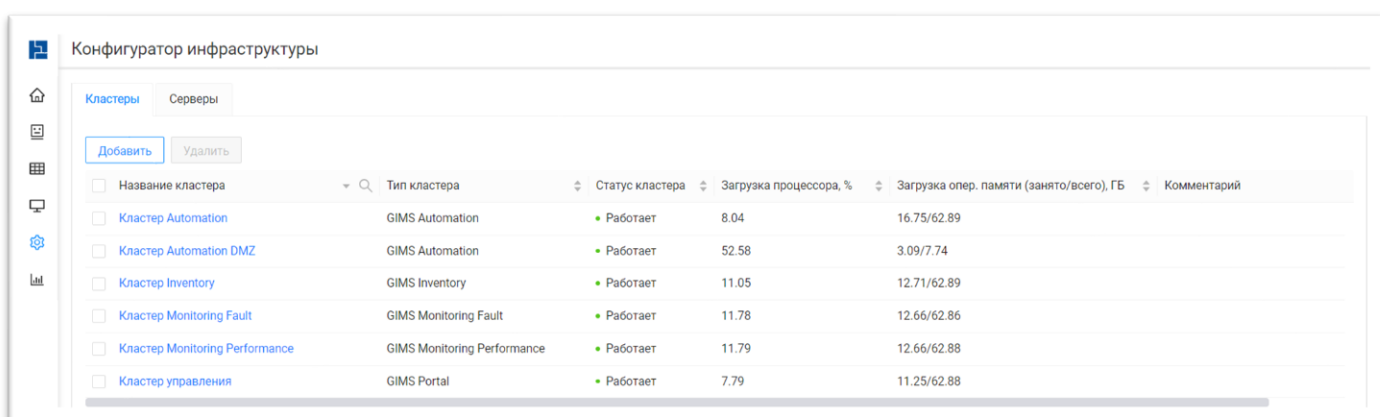 Конфигуратор инфраструктуры
Кластеры Серверы
Добавить Удалить
Название кластера Тип кластера Статус кластера Загрузка процессора, % Загрузка опер. памяти (занято/всего), ГБ Комментарий
Кластер Automation GIMS Automation Работает 8.04 16.75/62.89
Кластер Automation DMZ GIMS Automation Работает 52.58 3.09/7.74
Кластер Inventory GIMS Inventory Работает 11.05 12.71/62.89
Кластер Monitoring Fault GIMS Monitoring Fault Работает 11.78 12.66/62.86
Кластер Monitoring Performance GIMS Monitoring Performance Работает 11.79 12.66/62.88
Кластер управления GIMS Portal Работает 7.79 11.25/62.88